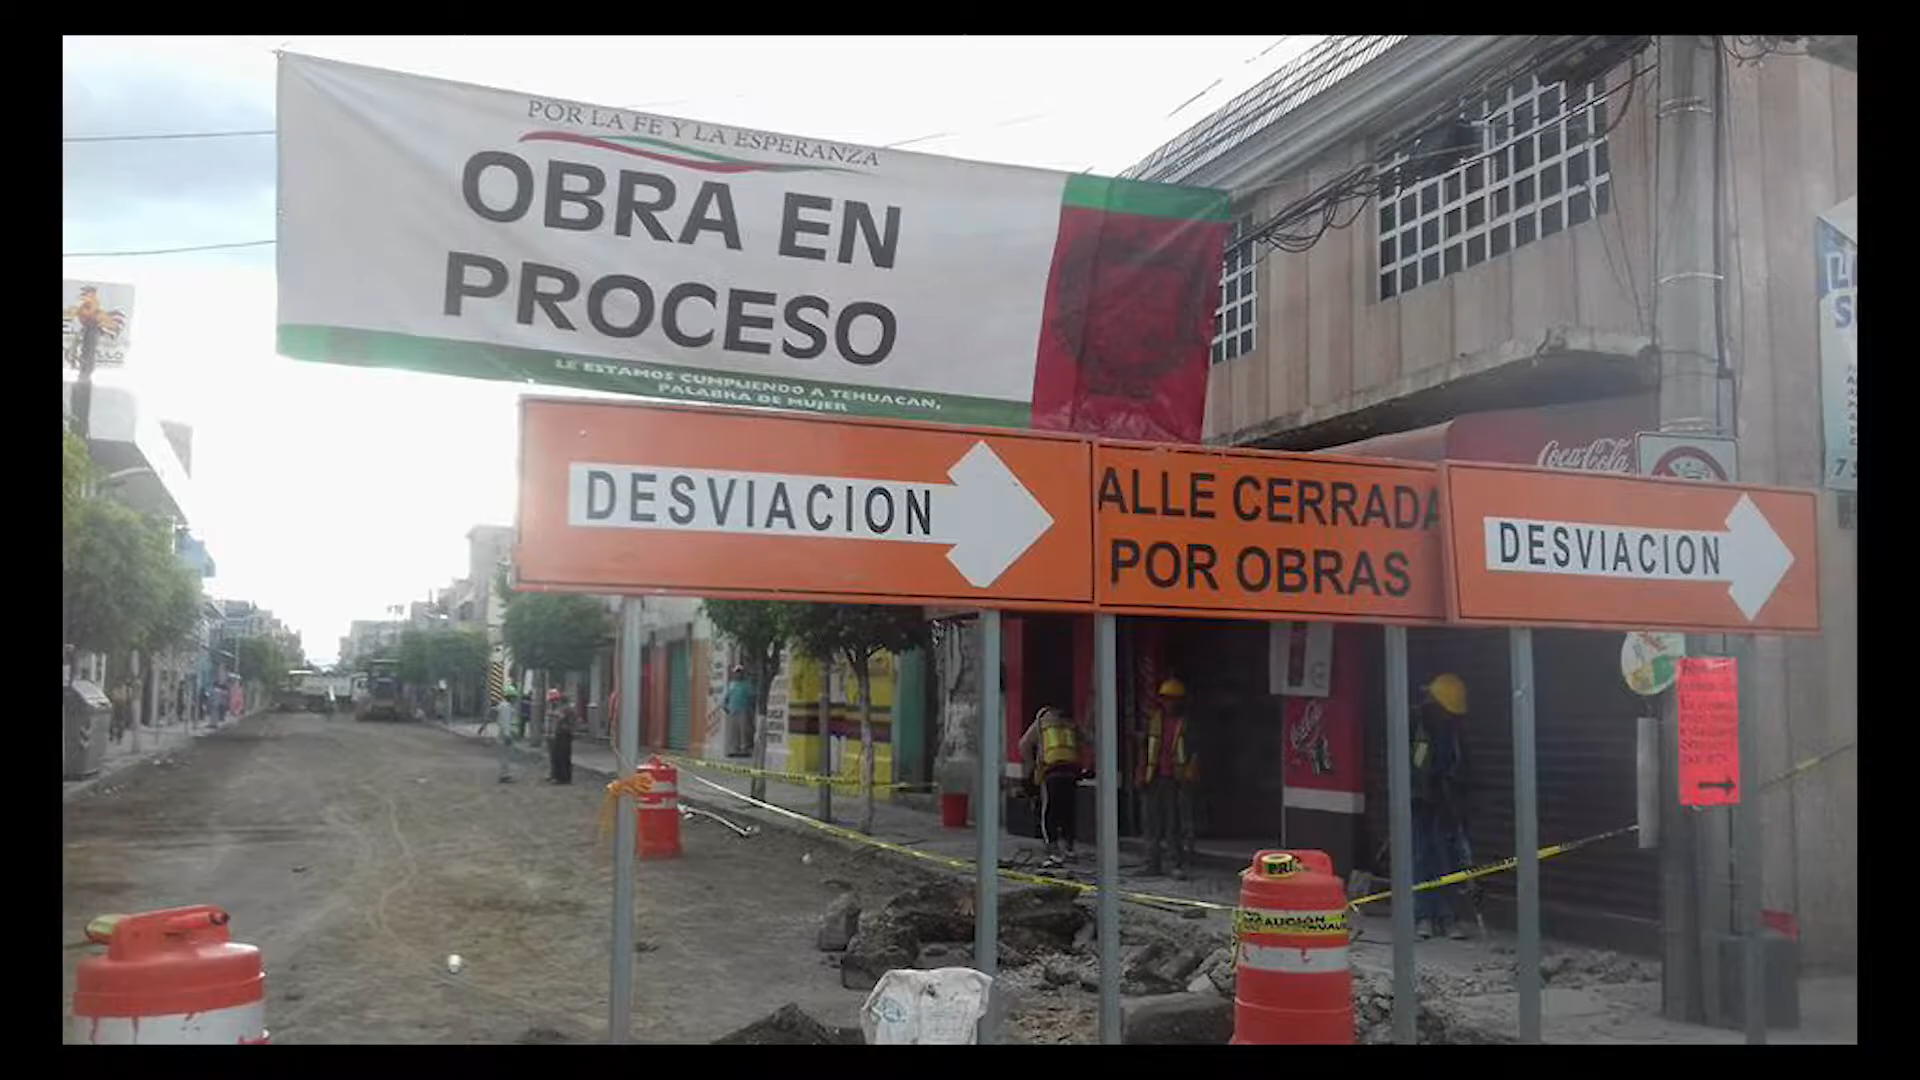 POR LA FE Y LA ESPERANZA
OBRA EN
PROCESO
LE ESTAMOS CUMPLIENDO A TEHUACAN,
PALABRA DE MUJER
DESVIACION
ALLE CERRADA
POR OBRAS
DESVIACION
Coca-Cola